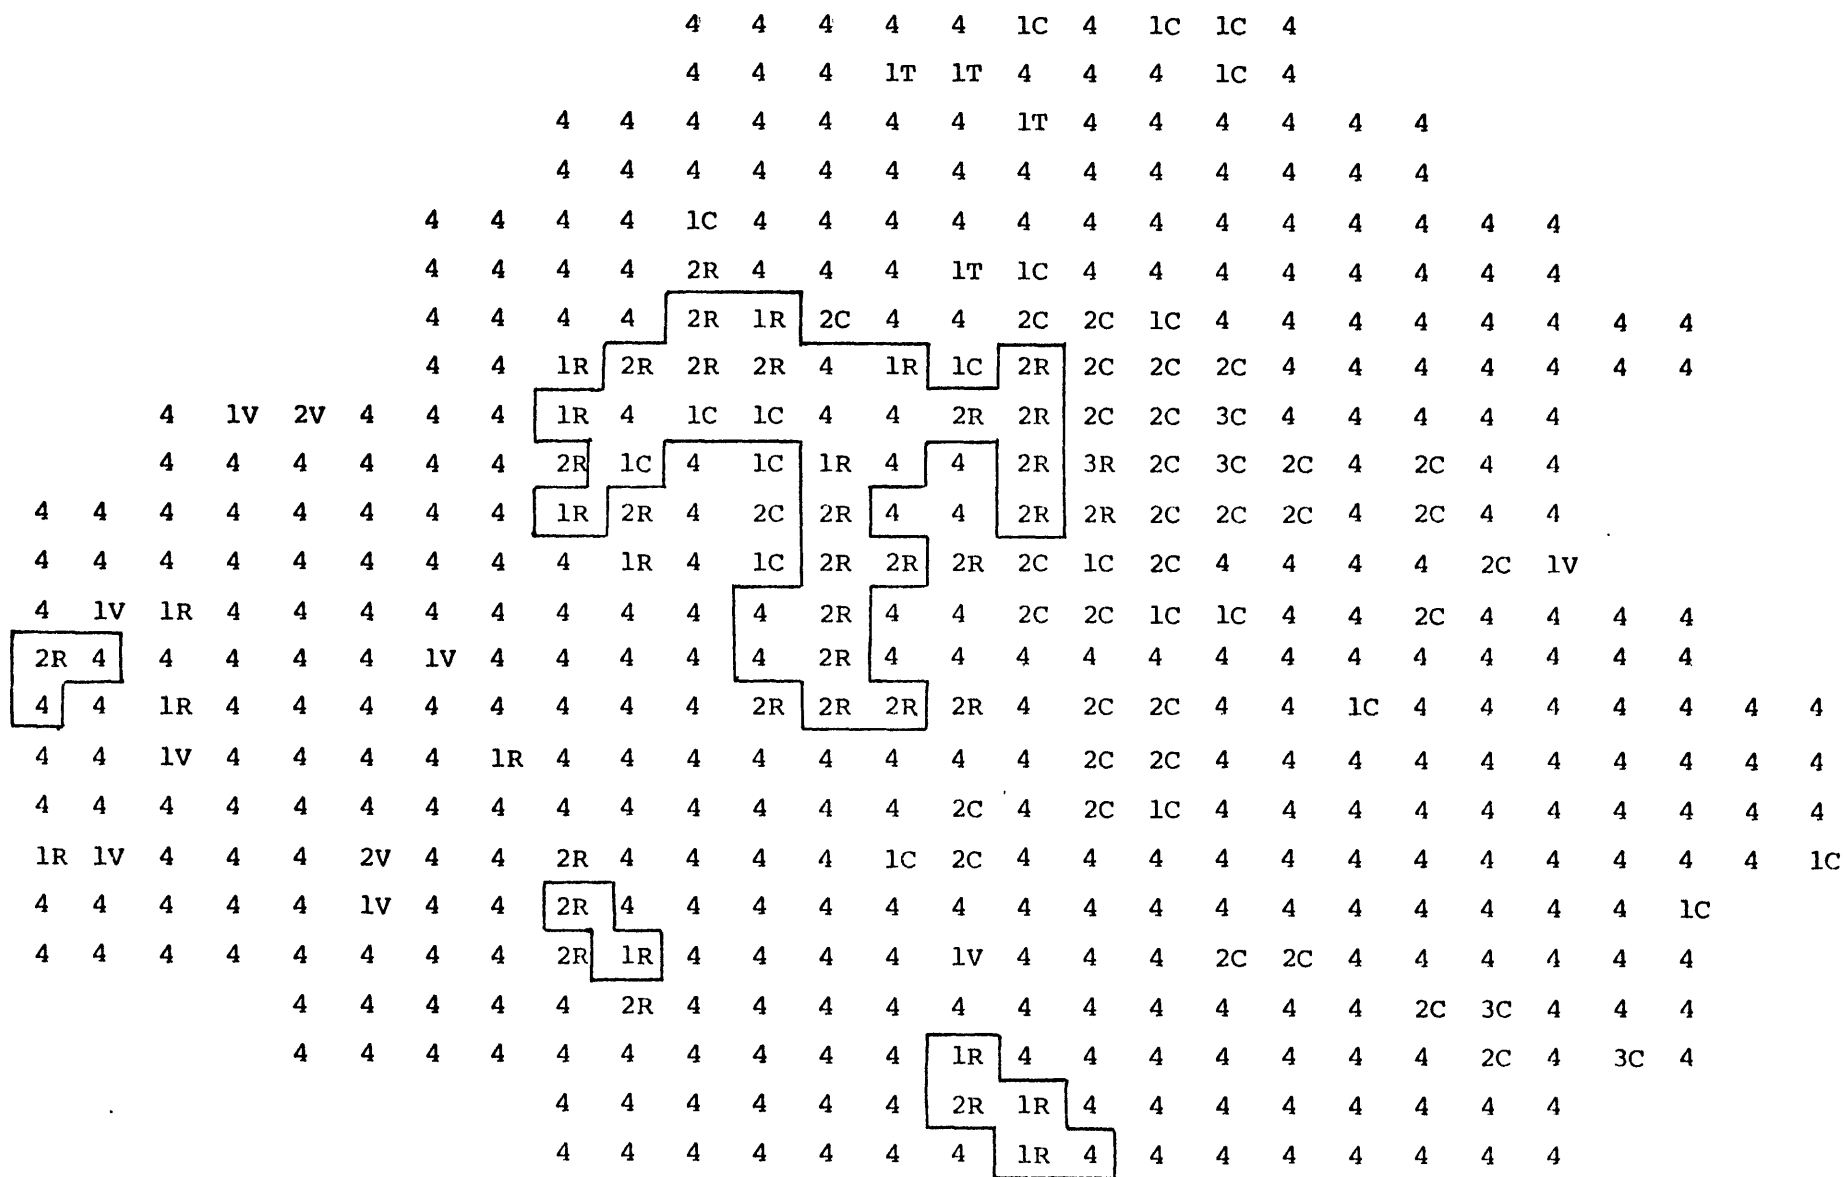 4 4 4 4 4 1C 4 1C 1C 4
4 4 4 1T 1T 4 4 4 1C 4
4 4 4 4 4 4 4 1T 4 4 4 4 4 4
4 4 4 4 4 4 4 4 4 4 4 4 4 4
4 4 4 4 1C 4 4 4 4 4 4 4 4 4 4 4 4 4
4 4 4 4 2R 4 4 4 1T 1C 4 4 4 4 4 4 4 4
4 4 4 4 2R 1R 2C 4 4 2C 2C 1C 4 4 4 4 4 4 4 4
4 4 1R 2R 2R 2R 4 1R 1C 2R 2C 2C 2C 4 4 4 4 4 4 4
4 1V 2V 4 4 4 1R 4 1C 1C 4 4 2R 2R 2C 2C 3C 4 4 4 4 4
4 4 4 4 4 4 2R 1C 4 1C 1R 4 4 2R 3R 2C 3C 2C 4 2C 4 4
4 4 4 4 4 4 4 4 1R 2R 4 2C 2R 4 4 2R 2R 2C 2C 2C 4 2C 4 4
4 4 4 4 4 4 4 4 4 1R 4 1C 2R 2R 2R 2C 1C 2C 4 4 4 4 2C 1V
4 1V 1R 4 4 4 4 4 4 4 4 4 2R 4 4 2C 2C 1C 1C 4 4 2C 4 4 4 4
2R 4 4 4 4 4 1V 4 4 4 4 4 2R 4 4 4 4 4 4 4 4 4 4 4 4 4
4 4 1R 4 4 4 4 4 4 4 4 2R 2R 2R 2R 4 2C 2C 4 4 1C 4 4 4 4 4 4 4
4 4 1V 4 4 4 4 1R 4 4 4 4 4 4 4 4 2C 2C 4 4 4 4 4 4 4 4 4 4
4 4 4 4 4 4 4 4 4 4 4 4 4 4 2C 4 2C 1C 4 4 4 4 4 4 4 4 4 4
1R 1V 4 4 4 2V 4 4 2R 4 4 4 4 1C 2C 4 4 4 4 4 4 4 4 4 4 4 4 1C
4 4 4 4 4 1V 4 4 2R 4 4 4 4 4 4 4 4 4 4 4 4 4 4 4 4 1C
4 4 4 4 4 4 4 4 2R 1R 4 4 4 4 1V 4 4 4 2C 2C 4 4 4 4 4 4
4 4 4 4 4 2R 4 4 4 4 4 4 4 4 4 4 4 2C 3C 4 4 4
4 4 4 4 4 4 4 4 4 4 1R 4 4 4 4 4 4 4 2C 4 3C 4
4 4 4 4 4 4 2R 1R 4 4 4 4 4 4 4 4
4 4 4 4 4 4 4 1R 4 4 4 4 4 4 4 4